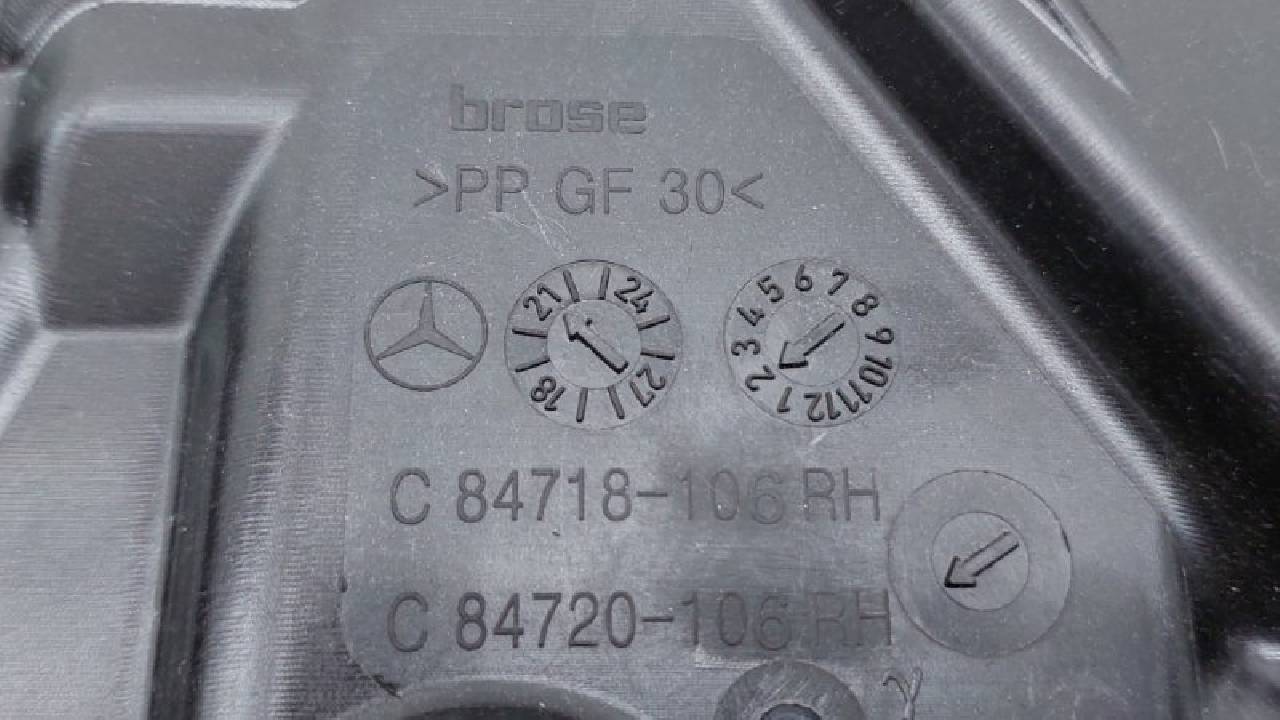 brose
>PP GF 30<
18 21 24 27
1 2 3 4 5 6 7 8 9 10 11 12
C 84718-106 RH
C 84720-106 RH